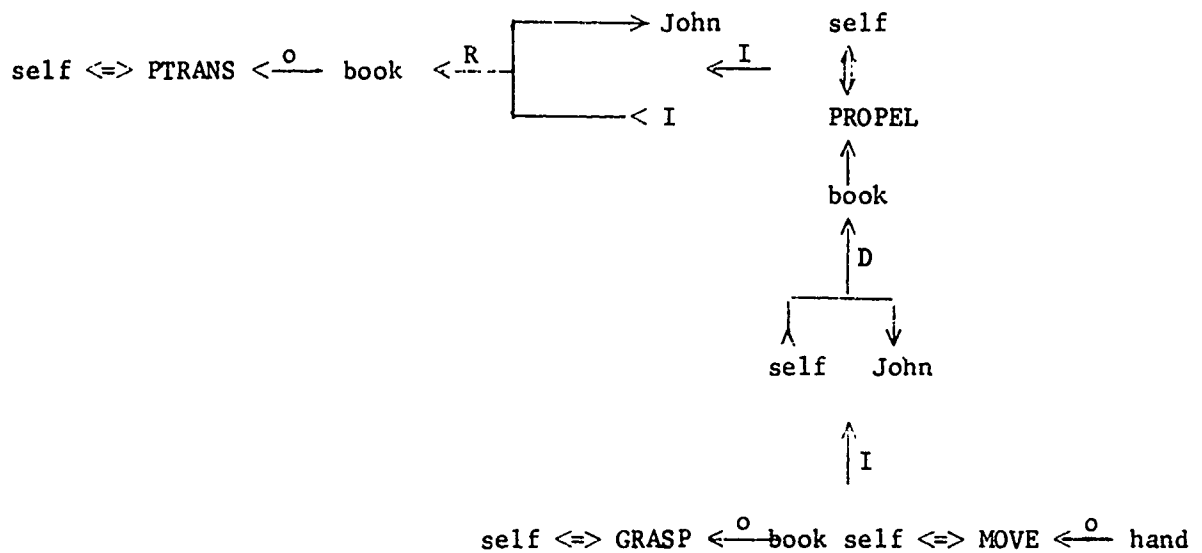 John self
self <=> PTRANS <—o— book <--R-- <—I—
< I PROPEL
book
D
self John
I
self <=> GRASP <—o— book self <=> MOVE <—o— hand